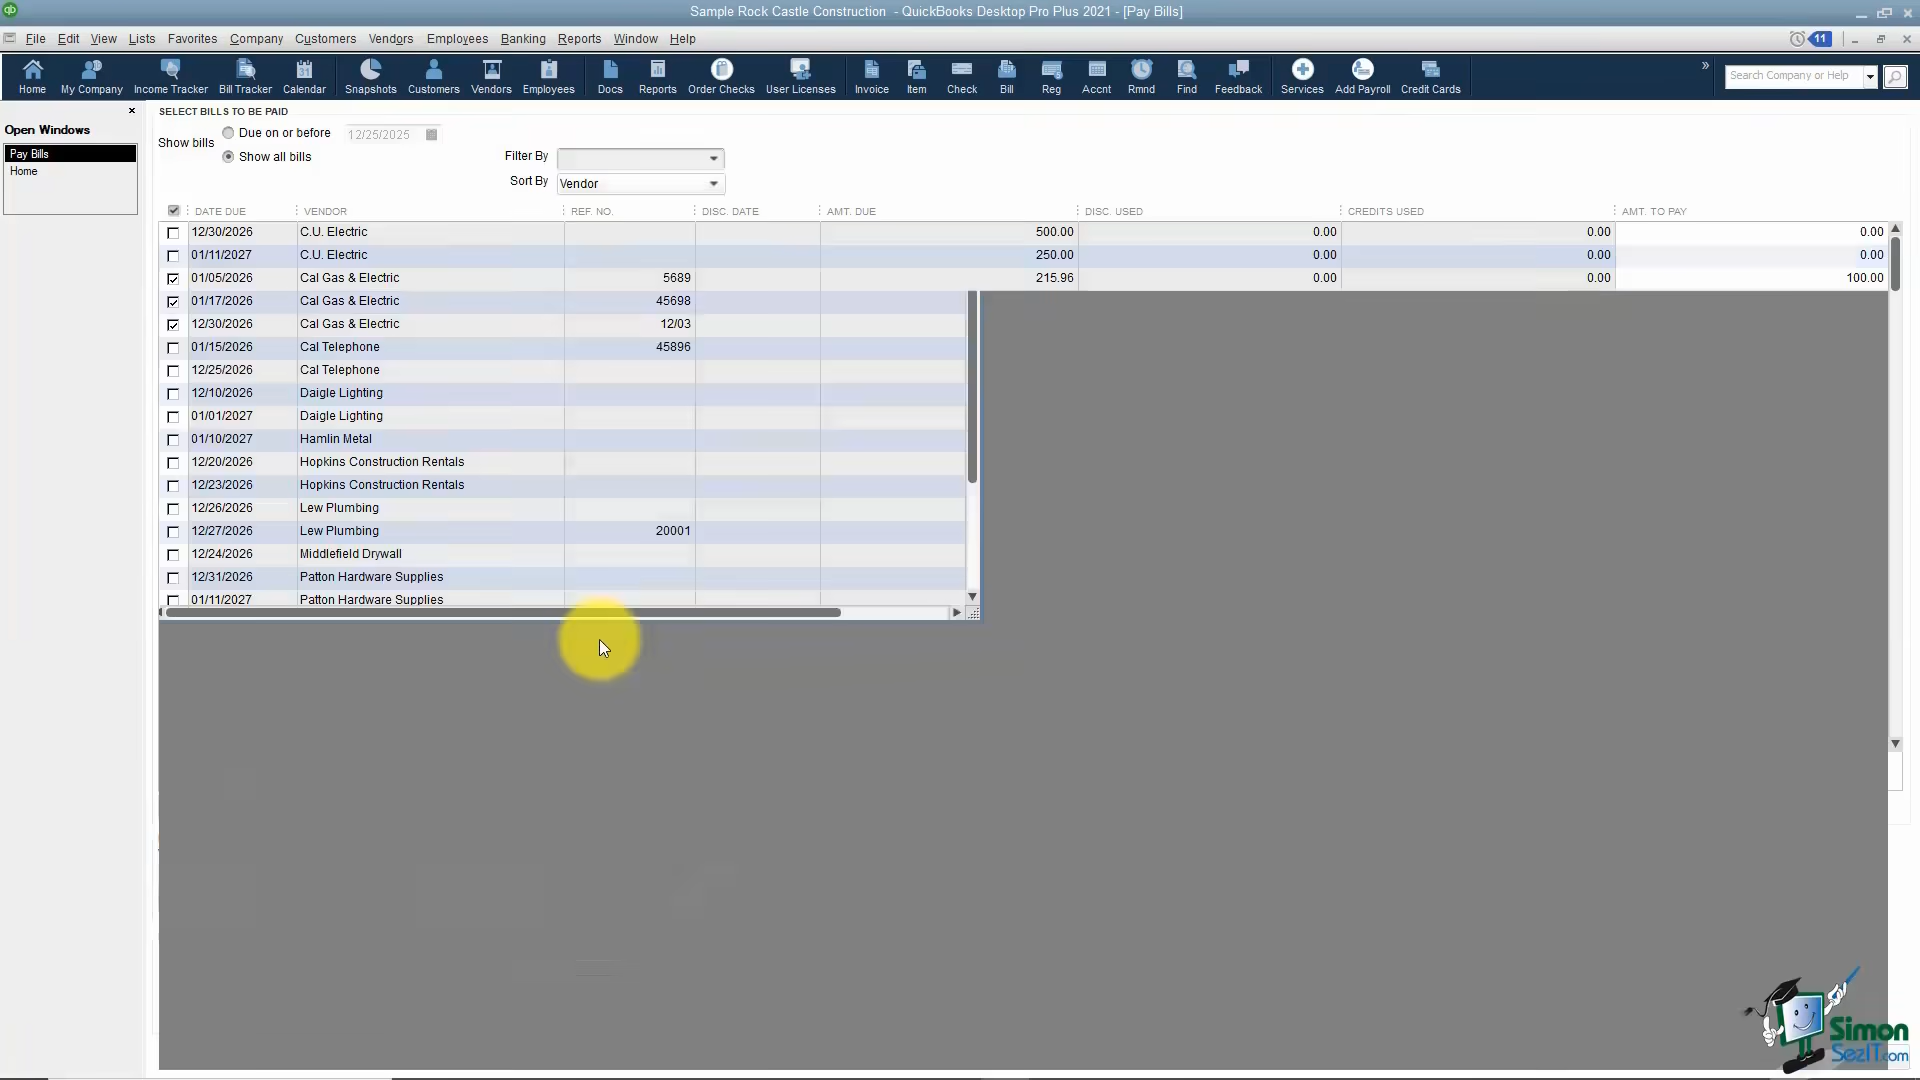 Sample Rock Castle Construction - QuickBooks Desktop Pro Plus 2021 - [Pay Bills]
File Edit View Lists Favorites Company Customers Vendors Employees Banking Reports Window Help
11
Home My Company Income Tracker Bill Tracker Calendar Snapshots Customers Vendors Employees Docs Reports Order Checks User Licenses Invoice Item Check Bill Reg Accnt Rmnd Find Feedback Services Add Payroll Credit Cards
Search Company or Help
Open Windows
Pay Bills
Home
SELECT BILLS TO BE PAID
Show bills
Due on or before 12/25/2025
Show all bills
Filter By
Sort By Vendor
DATE DUE VENDOR REF. NO. DISC. DATE AMT. DUE DISC. USED CREDITS USED AMT. TO PAY
12/30/2026 C.U. Electric 500.00 0.00 0.00 0.00
01/11/2027 C.U. Electric 250.00 0.00 0.00 0.00
01/05/2026 Cal Gas & Electric 5689 215.96 0.00 0.00 100.00
01/17/2026 Cal Gas & Electric 45698
12/30/2026 Cal Gas & Electric 12/03
01/15/2026 Cal Telephone 45896
12/25/2026 Cal Telephone
12/10/2026 Daigle Lighting
01/01/2027 Daigle Lighting
01/10/2027 Hamlin Metal
12/20/2026 Hopkins Construction Rentals
12/23/2026 Hopkins Construction Rentals
12/26/2026 Lew Plumbing
12/27/2026 Lew Plumbing 20001
12/24/2026 Middlefield Drywall
12/31/2026 Patton Hardware Supplies
01/11/2027 Patton Hardware Supplies
Simon
SezIT.com